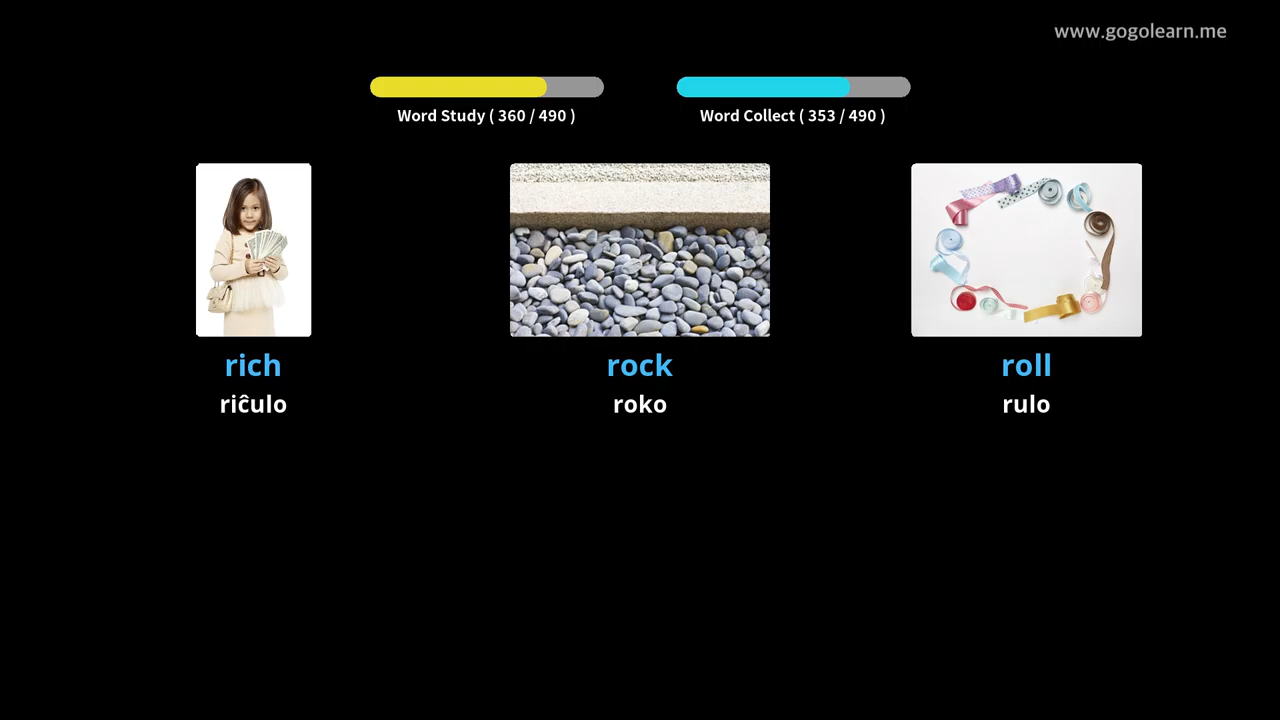 www.gogolearn.me
Word Study ( 360 / 490 )
Word Collect ( 353 / 490 )
rich
riĉulo
rock
roko
roll
rulo